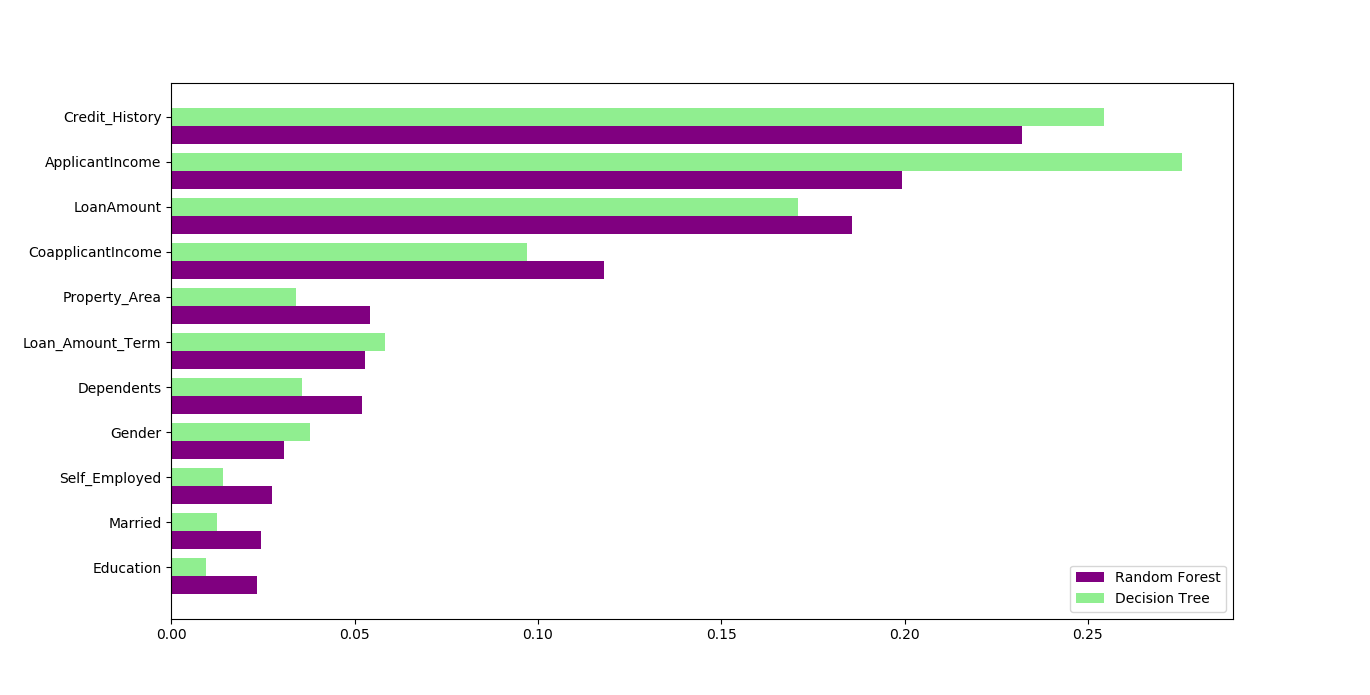 Credit_History
ApplicantIncome
LoanAmount
CoapplicantIncome
Property_Area
Loan_Amount_Term
Dependents
Gender
Self_Employed
Married
Education
Random Forest
Decision Tree
0.00 0.05 0.10 0.15 0.20 0.25